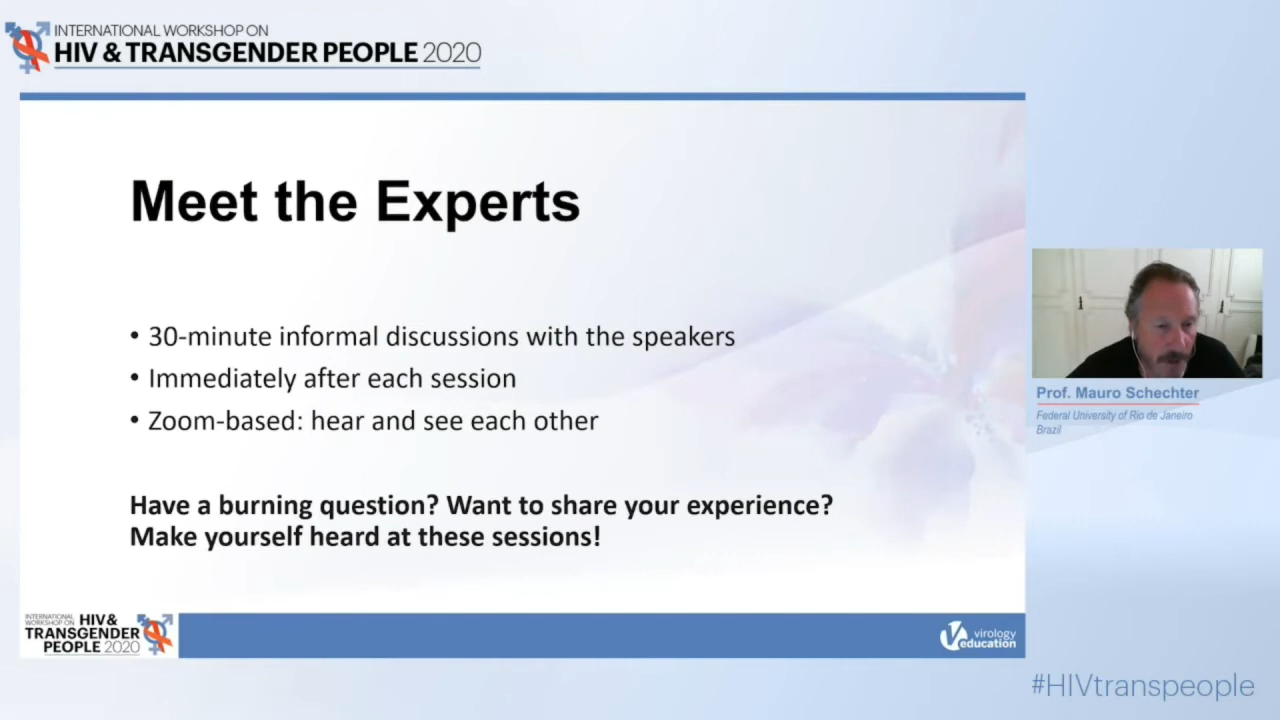 INTERNATIONAL WORKSHOP ON
HIV & TRANSGENDER PEOPLE 2020
Meet the Experts
• 30-minute informal discussions with the speakers
• Immediately after each session
• Zoom-based: hear and see each other
Have a burning question? Want to share your experience?
Make yourself heard at these sessions!
Prof. Mauro Schechter
Federal University of Rio de Janeiro
Brazil
INTERNATIONAL
WORKSHOP ON HIV &
TRANSGENDER
PEOPLE 2020
virology
education
#HIVtranspeople